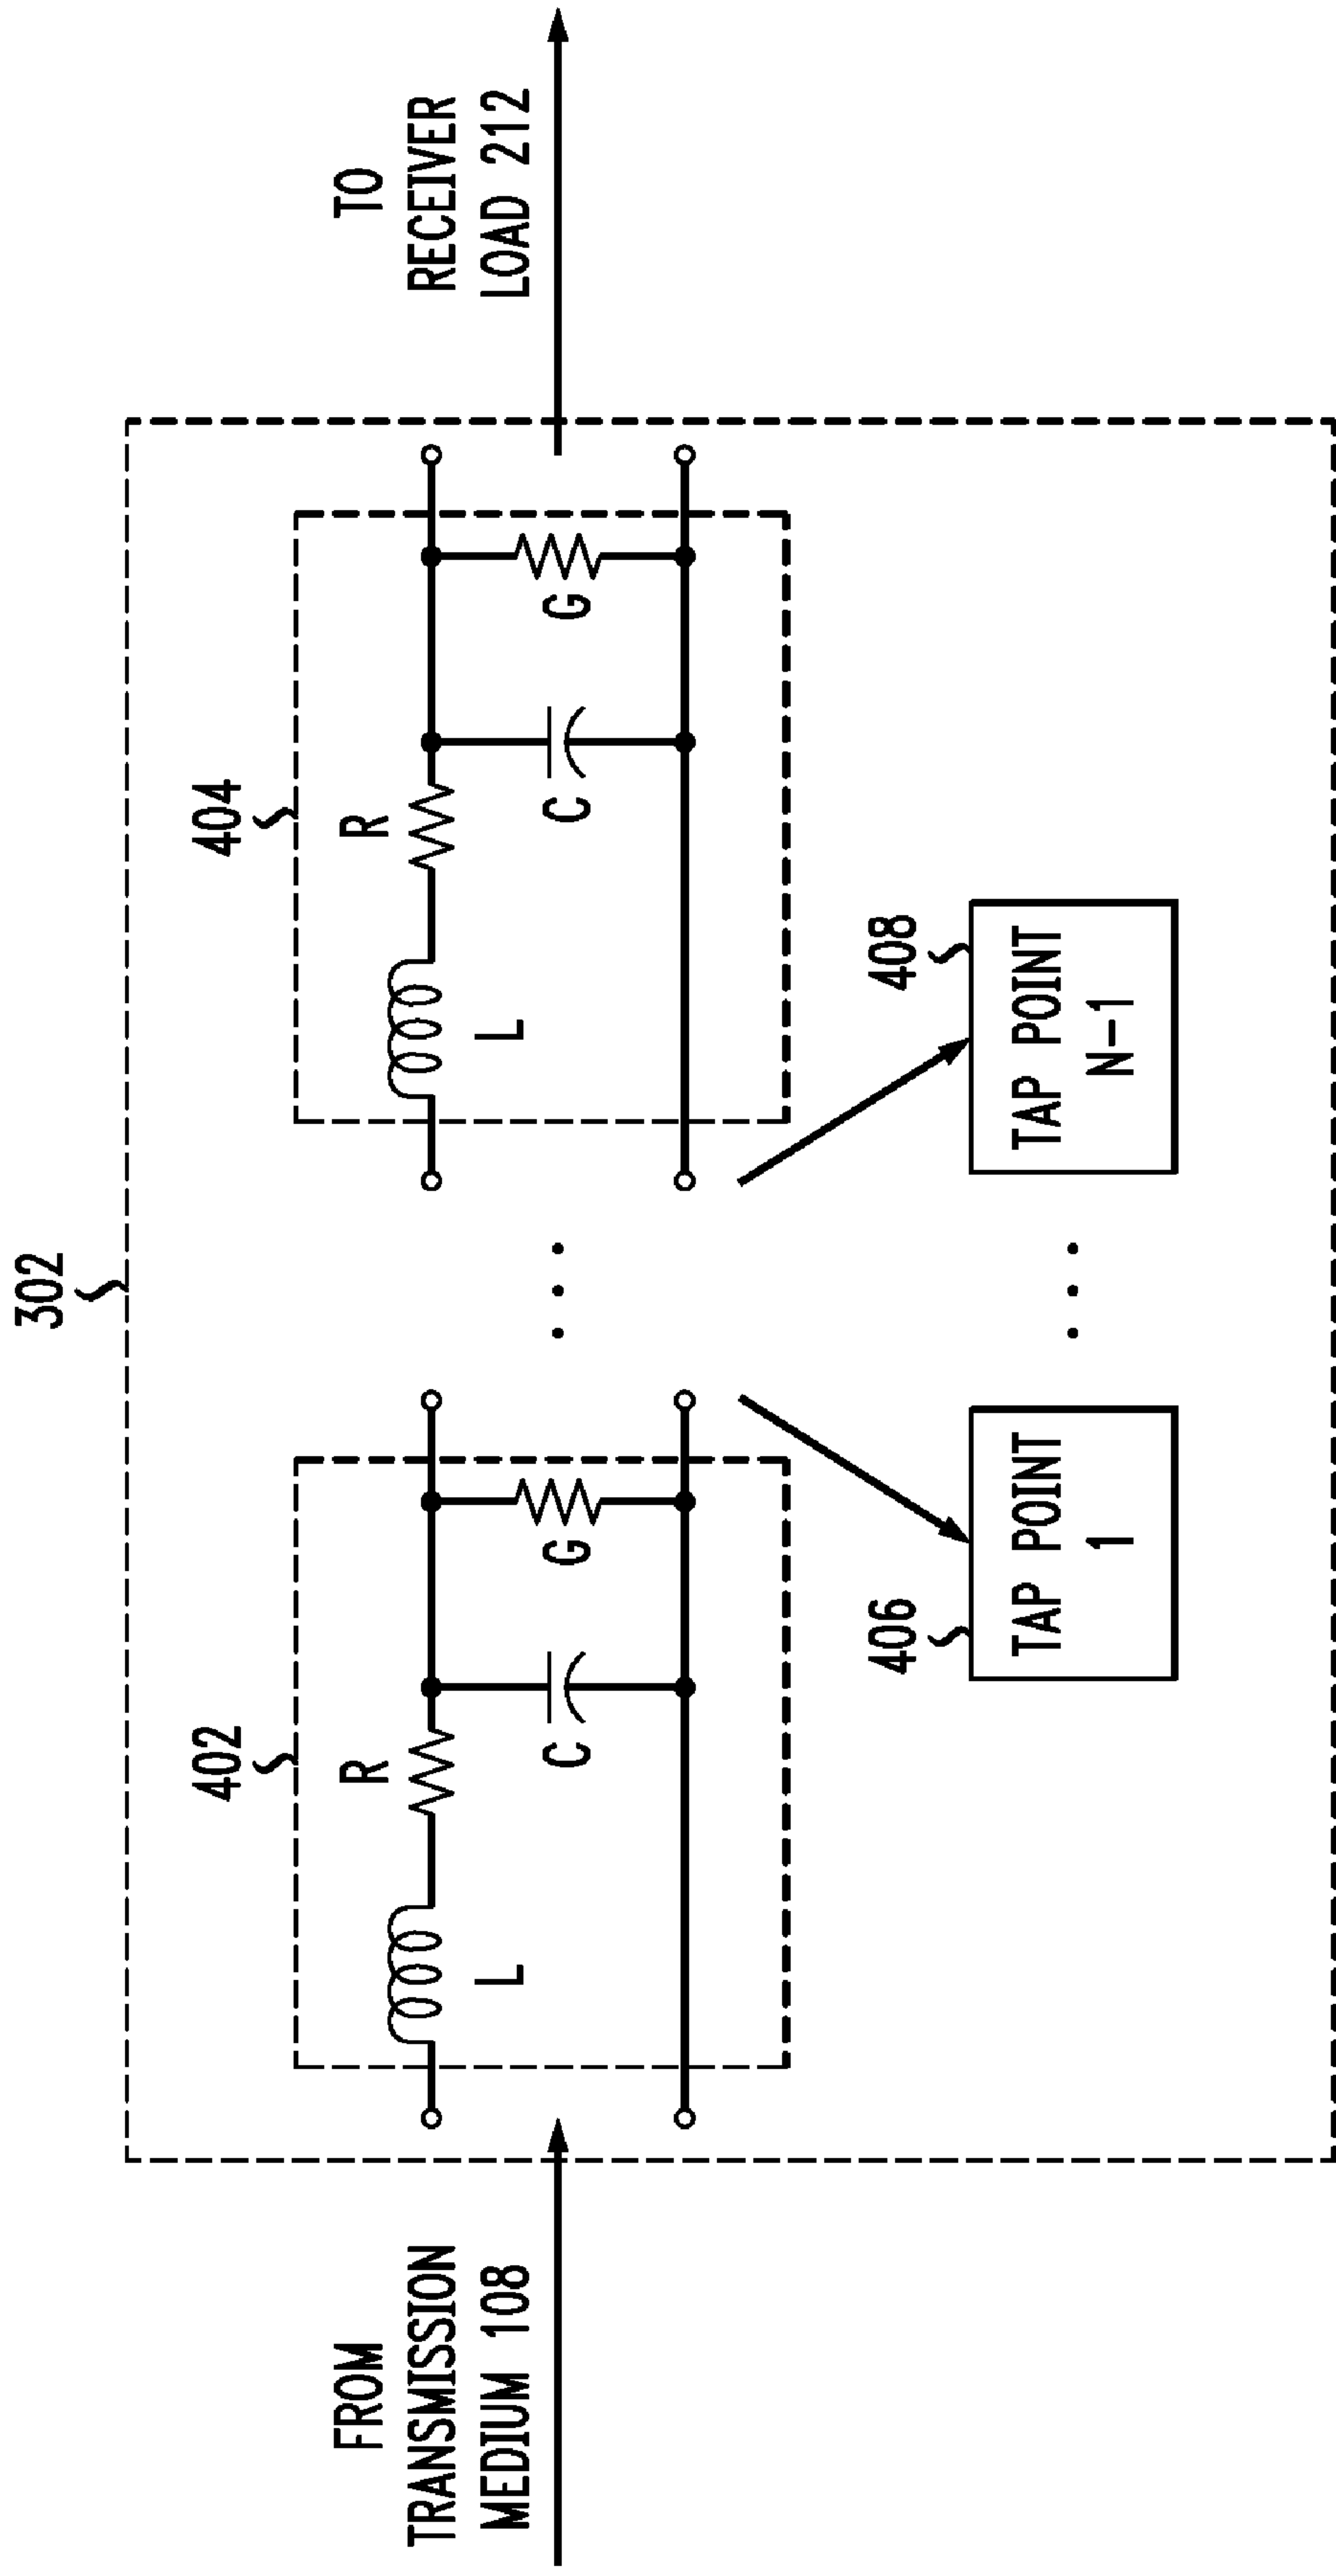 302
FROM
TRANSMISSION
MEDIUM 108
TO
RECEIVER
LOAD 212
402
R
L
C
G
404
R
L
C
G
406
TAP POINT
1
408
TAP POINT
N-1